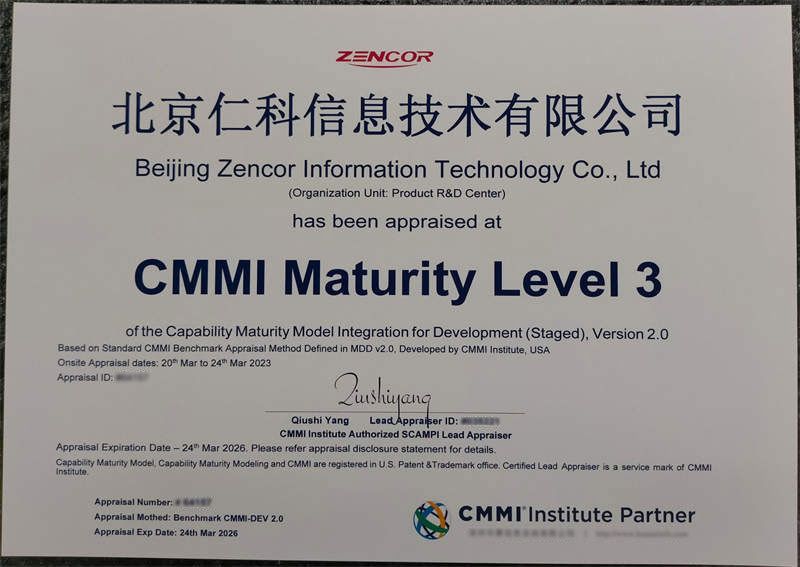 ZENCOR
北京仁科信息技术有限公司
Beijing Zencor Information Technology Co., Ltd
(Organization Unit: Product R&D Center)
has been appraised at
CMMI Maturity Level 3
of the Capability Maturity Model Integration for Development (Staged), Version 2.0
Based on Standard CMMI Benchmark Appraisal Method Defined in MDD v2.0, Developed by CMMI Institute, USA
Onsite Appraisal dates: 20th Mar to 24th Mar 2023
Appraisal ID:
Qiushiyang
Qiushi Yang Lead Appraiser ID:
CMMI Institute Authorized SCAMPI Lead Appraiser
Appraisal Expiration Date – 24th Mar 2026. Please refer appraisal disclosure statement for details.
Capability Maturity Model, Capability Maturity Modeling and CMMI are registered in U.S. Patent &Trademark office. Certified Lead Appraiser is a service mark of CMMI
Institute.
Appraisal Number:
Appraisal Mothed: Benchmark CMMI-DEV 2.0
Appraisal Exp Date: 24th Mar 2026
CMMI® Institute Partner